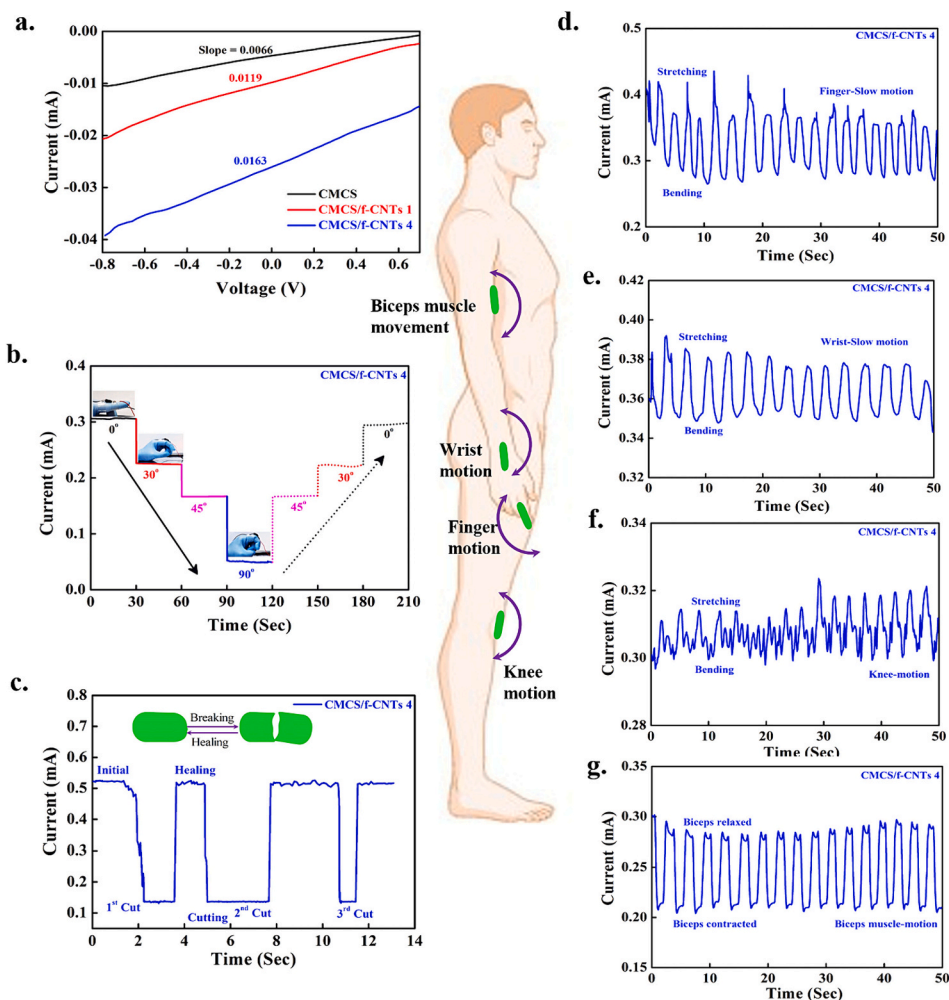 a.
0.00
-0.01
-0.02
-0.03
-0.04
Current (mA)
Slope = 0.0066
0.0119
0.0163
CMCS
CMCS/f-CNTs 1
CMCS/f-CNTs 4
-0.8 -0.6 -0.4 -0.2 0.0 0.2 0.4 0.6
Voltage (V)
b.
CMCS/f-CNTs 4
0.4
0.3
0.2
0.1
0.0
Current (mA)
0°
30°
45°
90°
45°
30°
0°
0 30 60 90 120 150 180 210
Time (Sec)
c.
CMCS/f-CNTs 4
0.8
0.7
0.6
0.5
0.4
0.3
0.2
0.1
Current (mA)
Breaking
Healing
Initial
Healing
1st Cut
Cutting
2nd Cut
3rd Cut
0 2 4 6 8 10 12 14
Time (Sec)
Biceps muscle
movement
Wrist
motion
Finger
motion
Knee
motion
d.
CMCS/f-CNTs 4
0.5
0.4
0.3
0.2
Current (mA)
Stretching
Finger-Slow motion
Bending
0 10 20 30 40 50
Time (Sec)
e.
CMCS/f-CNTs 4
0.42
0.40
0.38
0.36
0.34
0.32
Current (mA)
Stretching
Wrist-Slow motion
Bending
0 10 20 30 40 50
Time (Sec)
f.
CMCS/f-CNTs 4
0.34
0.32
0.30
0.28
Current (mA)
Stretching
Bending
Knee-motion
0 10 20 30 40 50
Time (Sec)
g.
CMCS/f-CNTs 4
0.30
0.25
0.20
0.15
Current (mA)
Biceps relaxed
Biceps contracted
Biceps muscle-motion
0 10 20 30 40 50
Time (Sec)